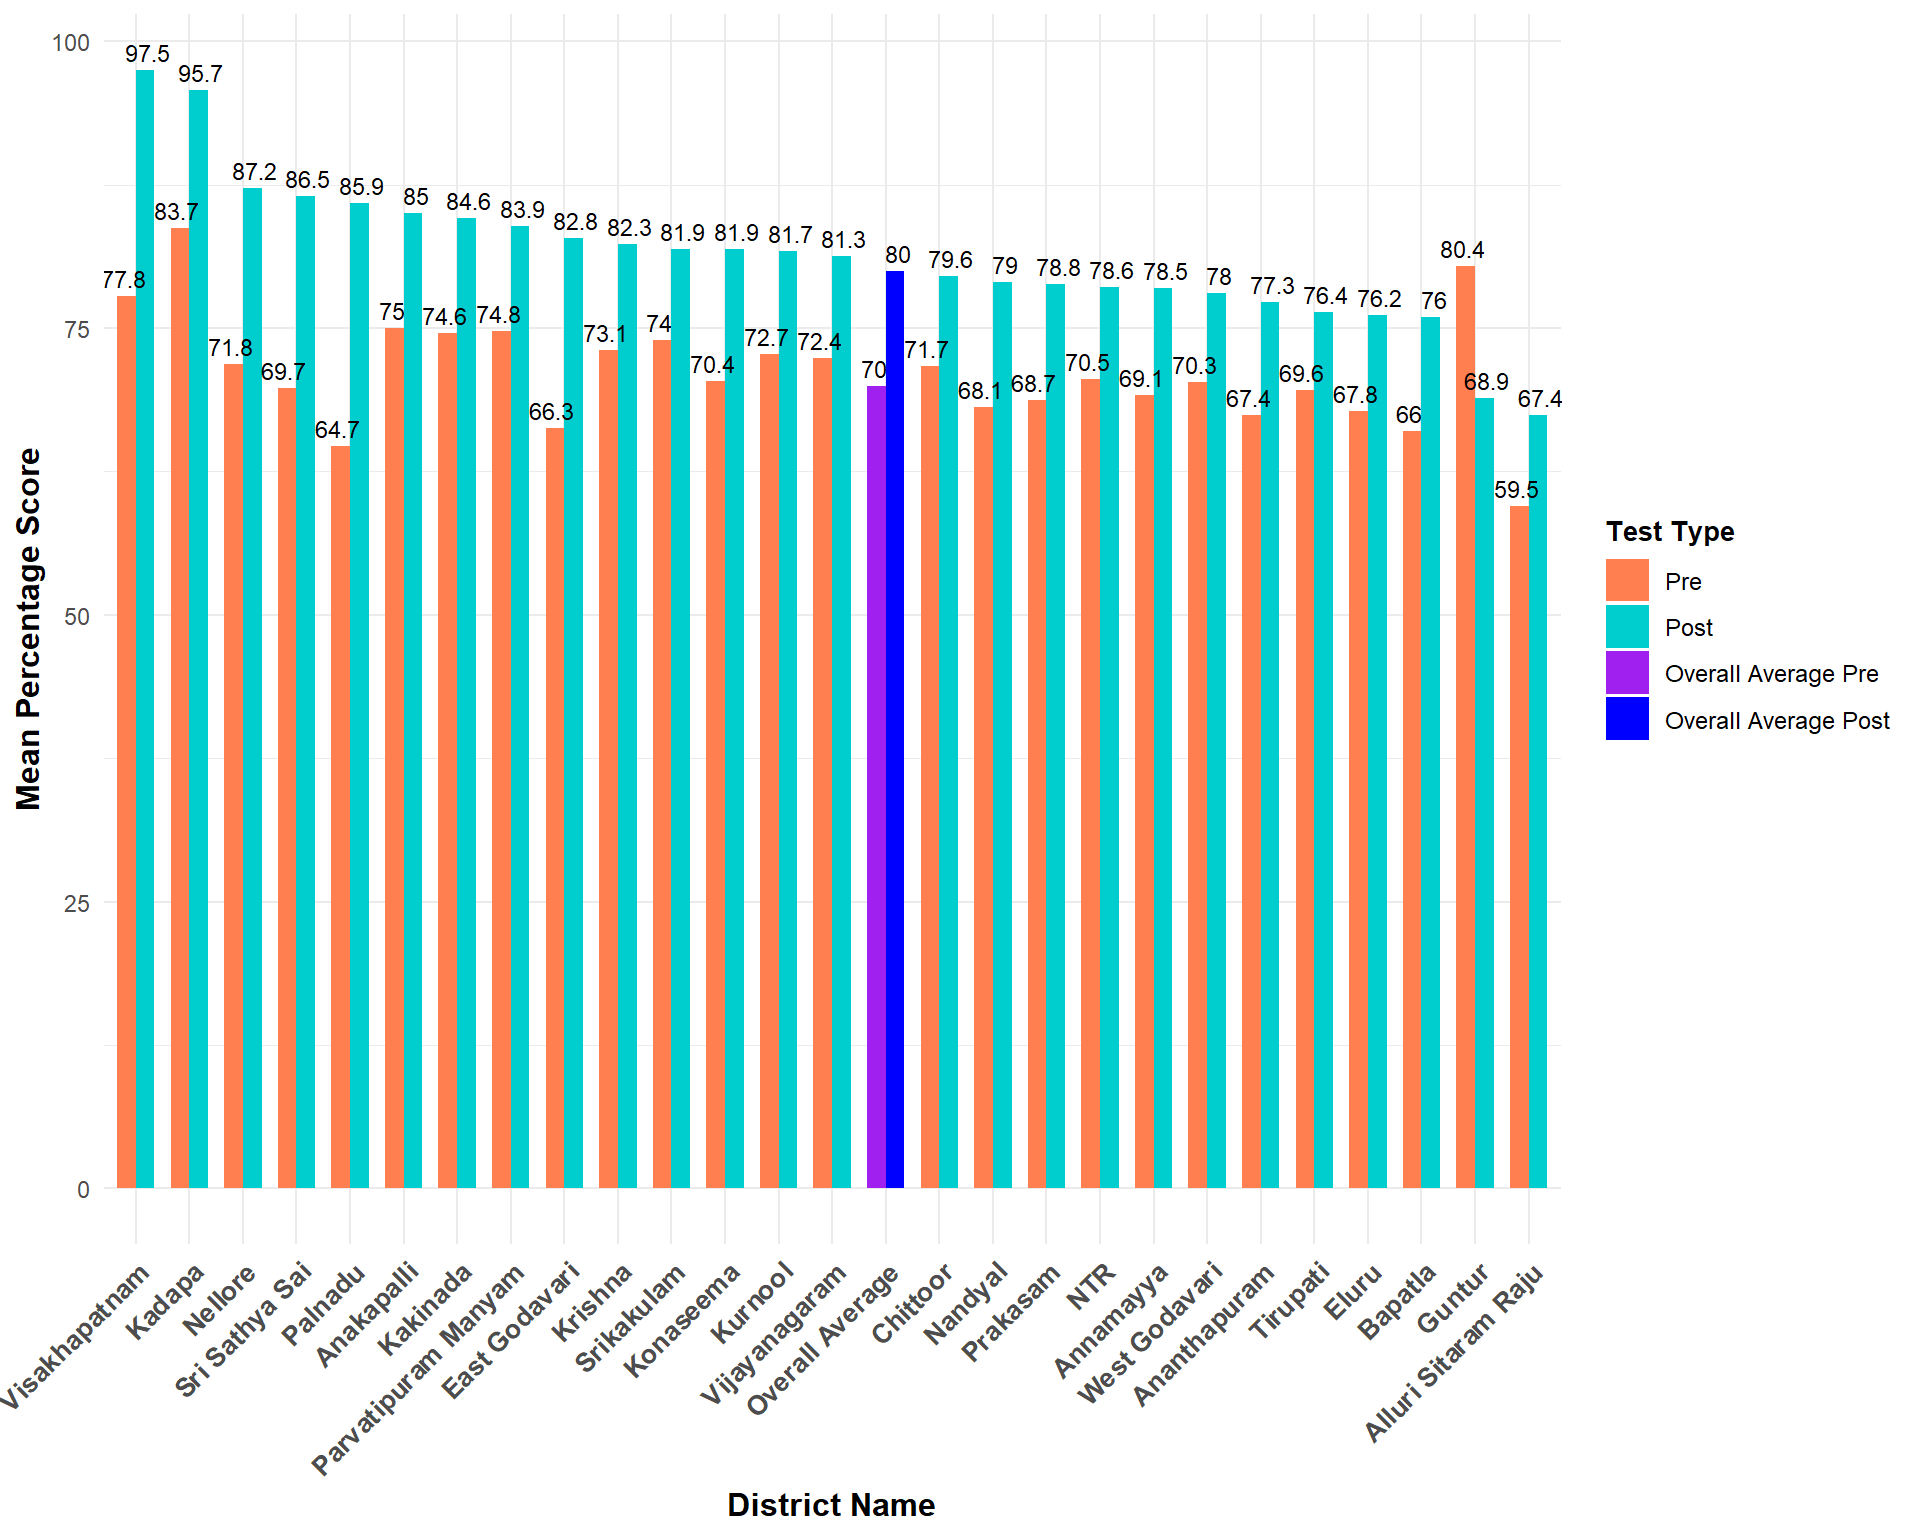 100
75
50
25
0
Mean Percentage Score
77.8
97.5
83.7
95.7
71.8
87.2
69.7
86.5
64.7
85.9
75
85
74.6
84.6
74.8
83.9
66.3
82.8
73.1
82.3
74
81.9
70.4
81.9
72.7
81.7
72.4
81.3
70
80
71.7
79.6
68.1
79
68.7
78.8
70.5
78.6
69.1
78.5
70.3
78
67.4
77.3
69.6
76.4
67.8
76.2
66
76
80.4
68.9
59.5
67.4
Visakhapatnam
Kadapa
Nellore
Sri Sathya Sai
Palnadu
Anakapalli
Kakinada
Parvatipuram Manyam
East Godavari
Krishna
Srikakulam
Konaseema
Kurnool
Vijayanagaram
Overall Average
Chittoor
Nandyal
Prakasam
NTR
Annamayya
West Godavari
Ananthapuram
Tirupati
Eluru
Bapatla
Guntur
Alluri Sitaram Raju
District Name
Test Type
Pre
Post
Overall Average Pre
Overall Average Post